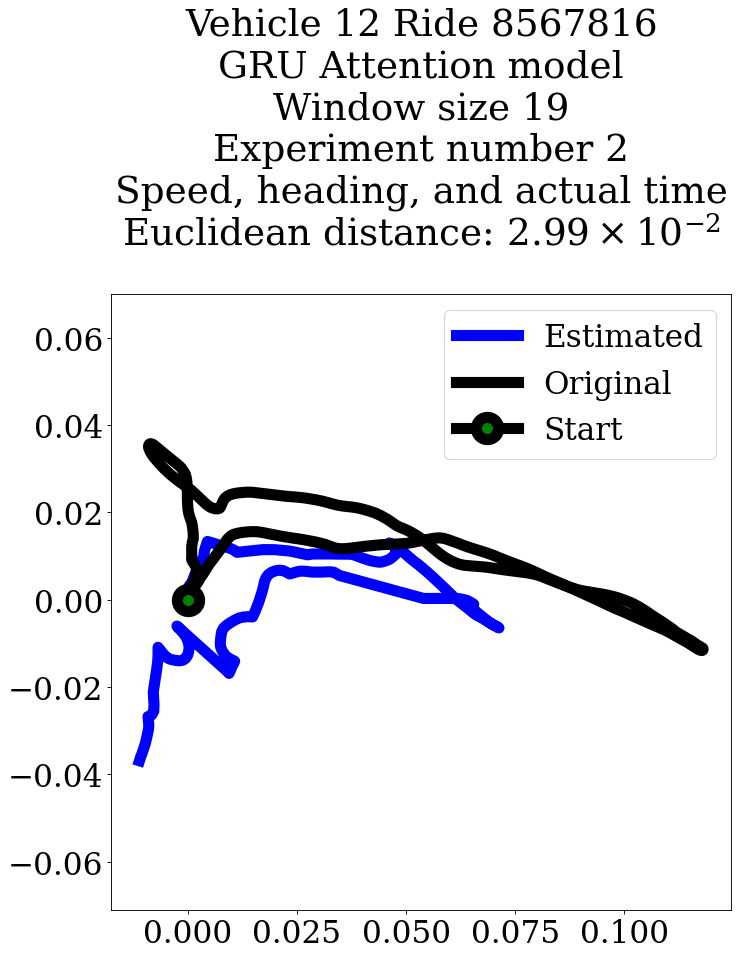 Vehicle 12 Ride 8567816
GRU Attention model
Window size 19
Experiment number 2
Speed, heading, and actual time
Euclidean distance: 2.99 × 10⁻²
Estimated
Original
Start
0.06
0.04
0.02
0.00
−0.02
−0.04
−0.06
0.000 0.025 0.050 0.075 0.100